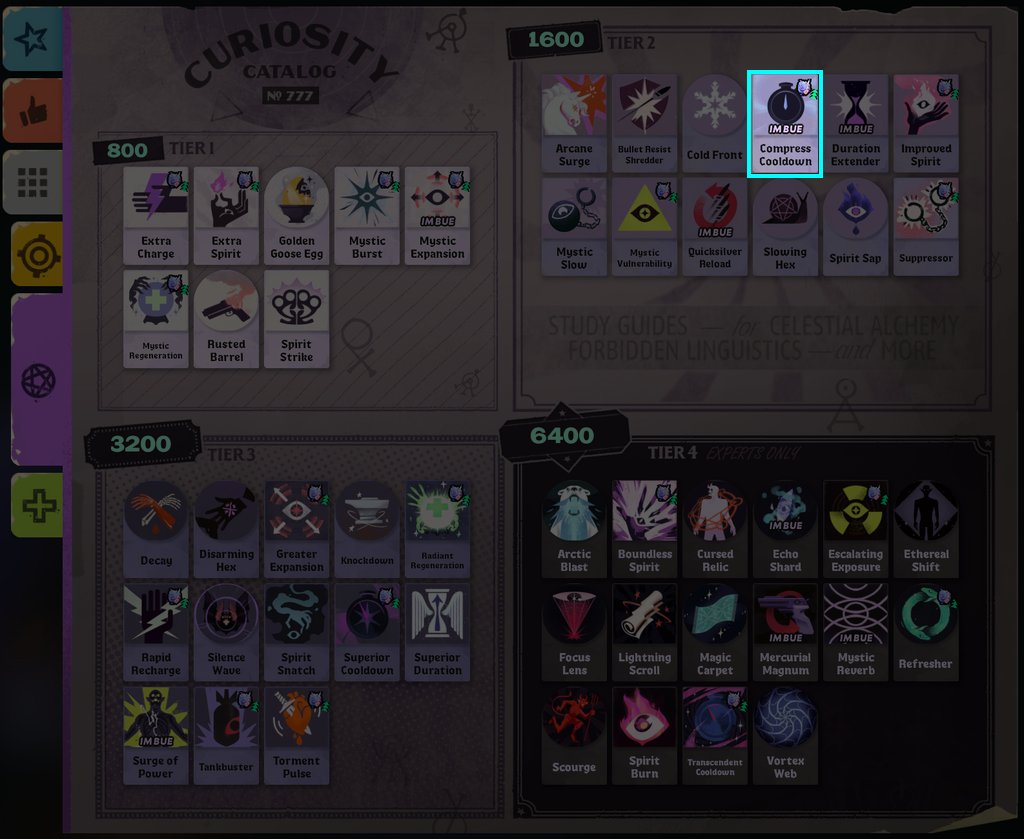 CURIOSITY
CATALOG
Nº 777
800 TIER 1
Extra Charge
Extra Spirit
Golden Goose Egg
Mystic Burst
IMBUE
Mystic Expansion
Mystic Regeneration
Rusted Barrel
Spirit Strike
1600 TIER 2
Arcane Surge
Bullet Resist Shredder
Cold Front
IMBUE
Compress Cooldown
IMBUE
Duration Extender
Improved Spirit
Mystic Slow
Mystic Vulnerability
IMBUE
Quicksilver Reload
Slowing Hex
Spirit Sap
Suppressor
STUDY GUIDES — for CELESTIAL ALCHEMY
FORBIDDEN LINGUISTICS — and MORE
3200 TIER 3
Decay
Disarming Hex
Greater Expansion
Knockdown
Radiant Regeneration
Rapid Recharge
Silence Wave
Spirit Snatch
Superior Cooldown
Superior Duration
IMBUE
Surge of Power
Tankbuster
Torment Pulse
6400 TIER 4 EXPERTS ONLY
Arctic Blast
Boundless Spirit
Cursed Relic
IMBUE
Echo Shard
Escalating Exposure
Ethereal Shift
Focus Lens
Lightning Scroll
Magic Carpet
IMBUE
Mercurial Magnum
IMBUE
Mystic Reverb
Refresher
Scourge
Spirit Burn
Transcendent Cooldown
Vortex Web